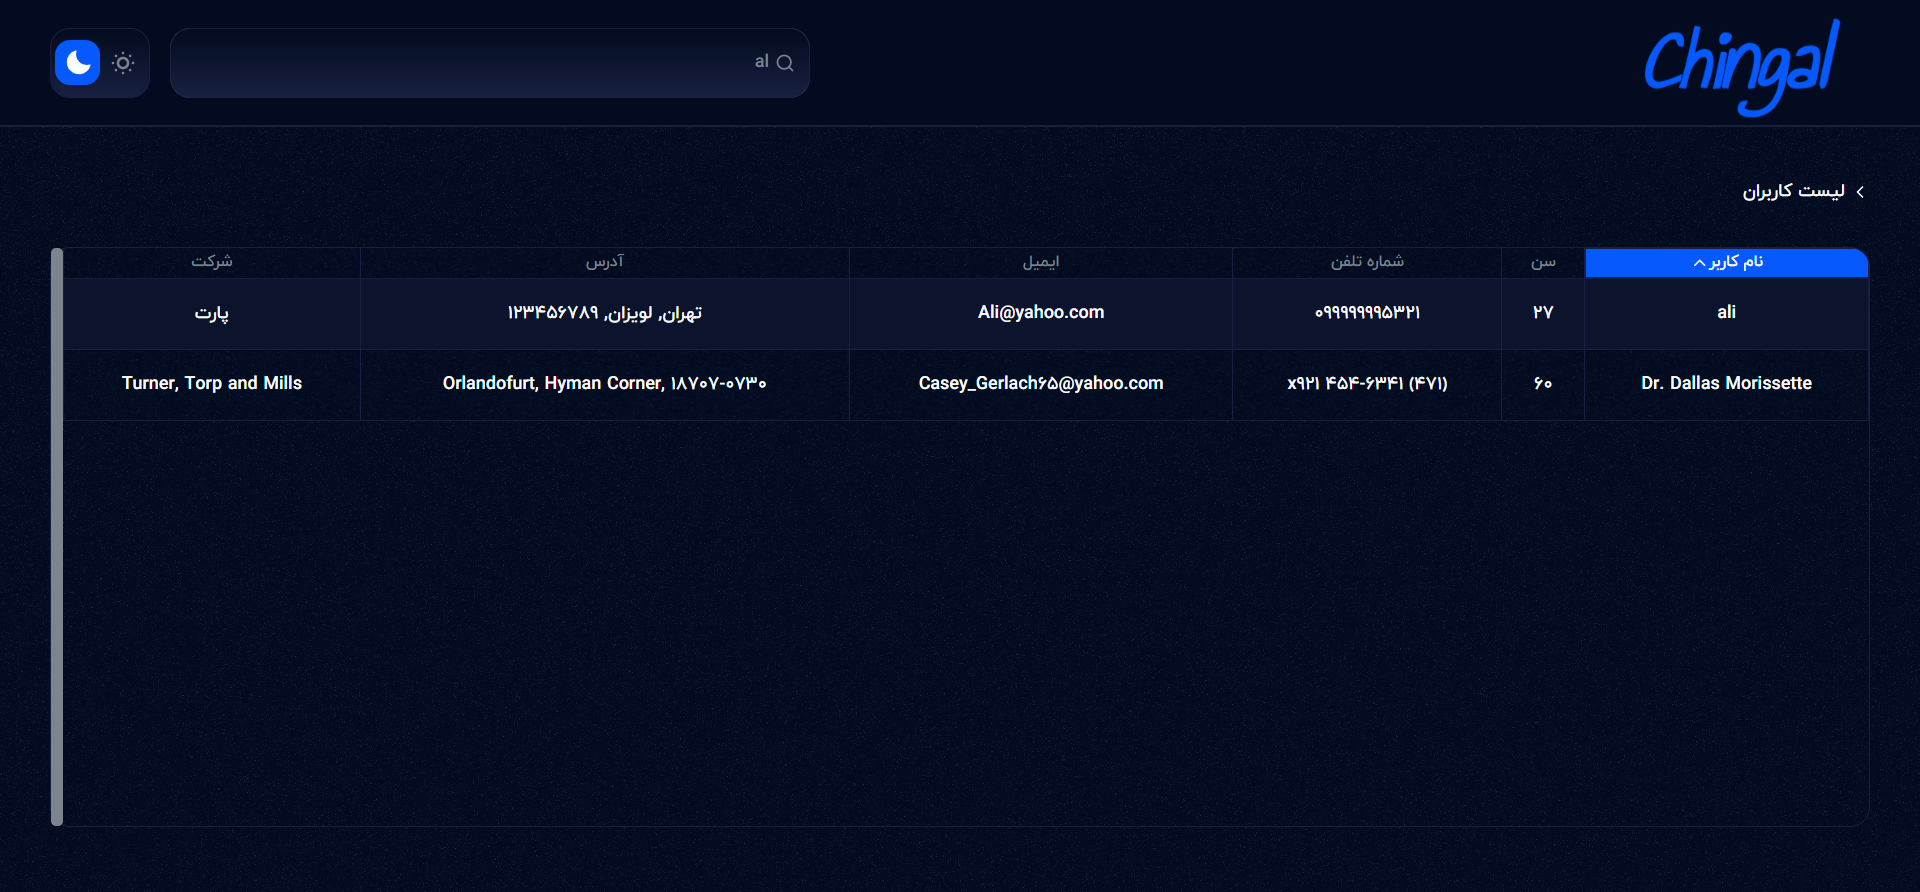 Chingal
al
لیست کاربران
نام کاربر سن شماره تلفن ایمیل آدرس شرکت
ali ۲۷ ۰۹۹۹۹۹۹۵۳۲۱ Ali@yahoo.com تهران, لویزان, ۱۲۳۴۵۶۷۸۹ پارت
Dr. Dallas Morissette ۶۰ (۴۷۱) ۴۵۴-۶۳۴۱ x۹۲۱ Casey_Gerlach۶۵@yahoo.com Orlandofurt, Hyman Corner, ۱۸۷۰۷-۰۷۳۰ Turner, Torp and Mills